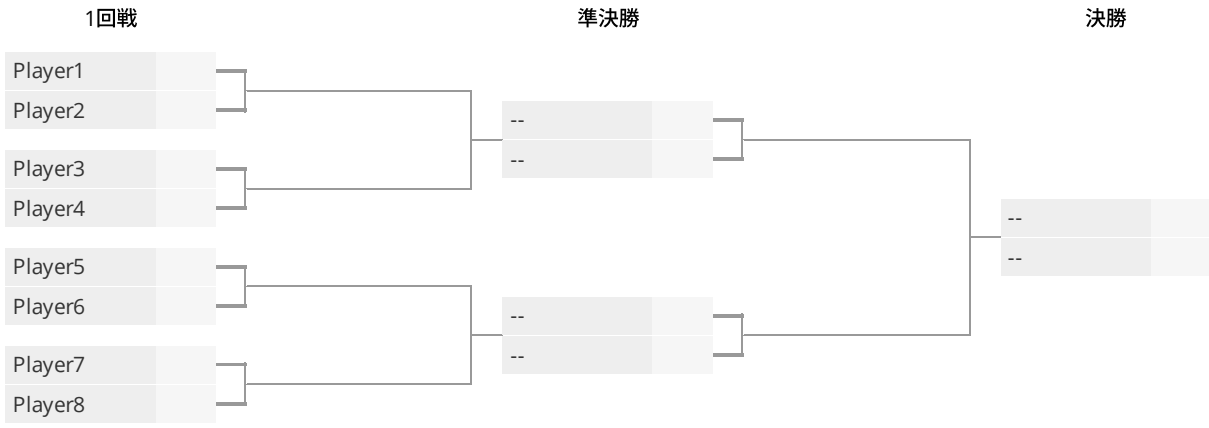 1回戦
準決勝
決勝
Player1
Player2
Player3
Player4
Player5
Player6
Player7
Player8
--
--
--
--
--
--